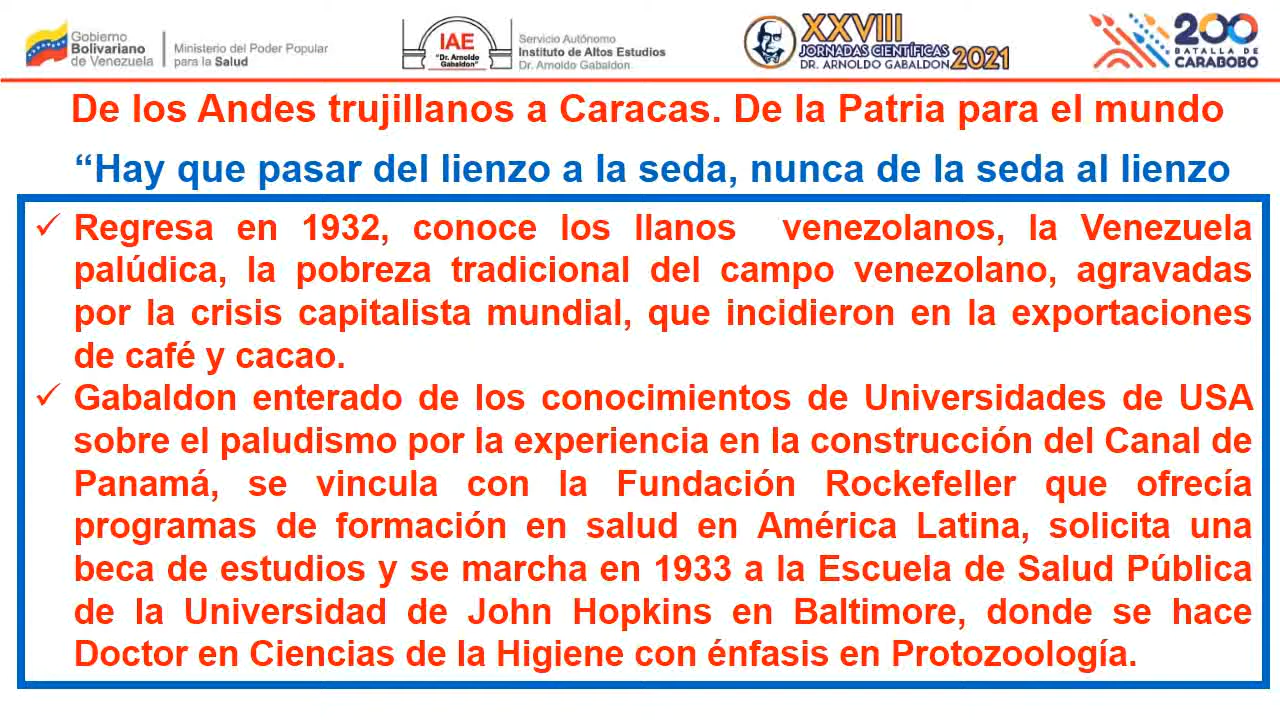 Gobierno
Bolivariano
de Venezuela
Ministerio del Poder Popular
para la Salud
IAE
"Dr. Arnoldo
Gabaldon"
Servicio Autónomo
Instituto de Altos Estudios
Dr. Arnoldo Gabaldon
XXVIII
JORNADAS CIENTÍFICAS
DR. ARNOLDO GABALDON 2021
200
BATALLA DE
CARABOBO
De los Andes trujillanos a Caracas. De la Patria para el mundo
“Hay que pasar del lienzo a la seda, nunca de la seda al lienzo
✓ Regresa en 1932, conoce los llanos venezolanos, la Venezuela
palúdica, la pobreza tradicional del campo venezolano, agravadas
por la crisis capitalista mundial, que incidieron en la exportaciones
de café y cacao.
✓ Gabaldon enterado de los conocimientos de Universidades de USA
sobre el paludismo por la experiencia en la construcción del Canal de
Panamá, se vincula con la Fundación Rockefeller que ofrecía
programas de formación en salud en América Latina, solicita una
beca de estudios y se marcha en 1933 a la Escuela de Salud Pública
de la Universidad de John Hopkins en Baltimore, donde se hace
Doctor en Ciencias de la Higiene con énfasis en Protozoología.